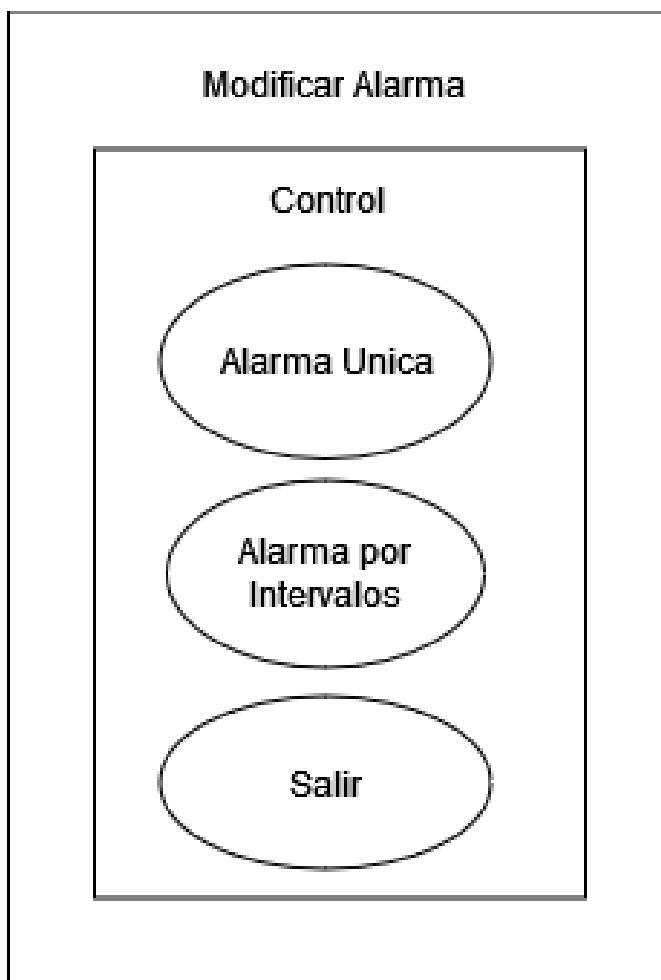 Modificar Alarma
Control
Alarma Unica
Alarma por
Intervalos
Salir